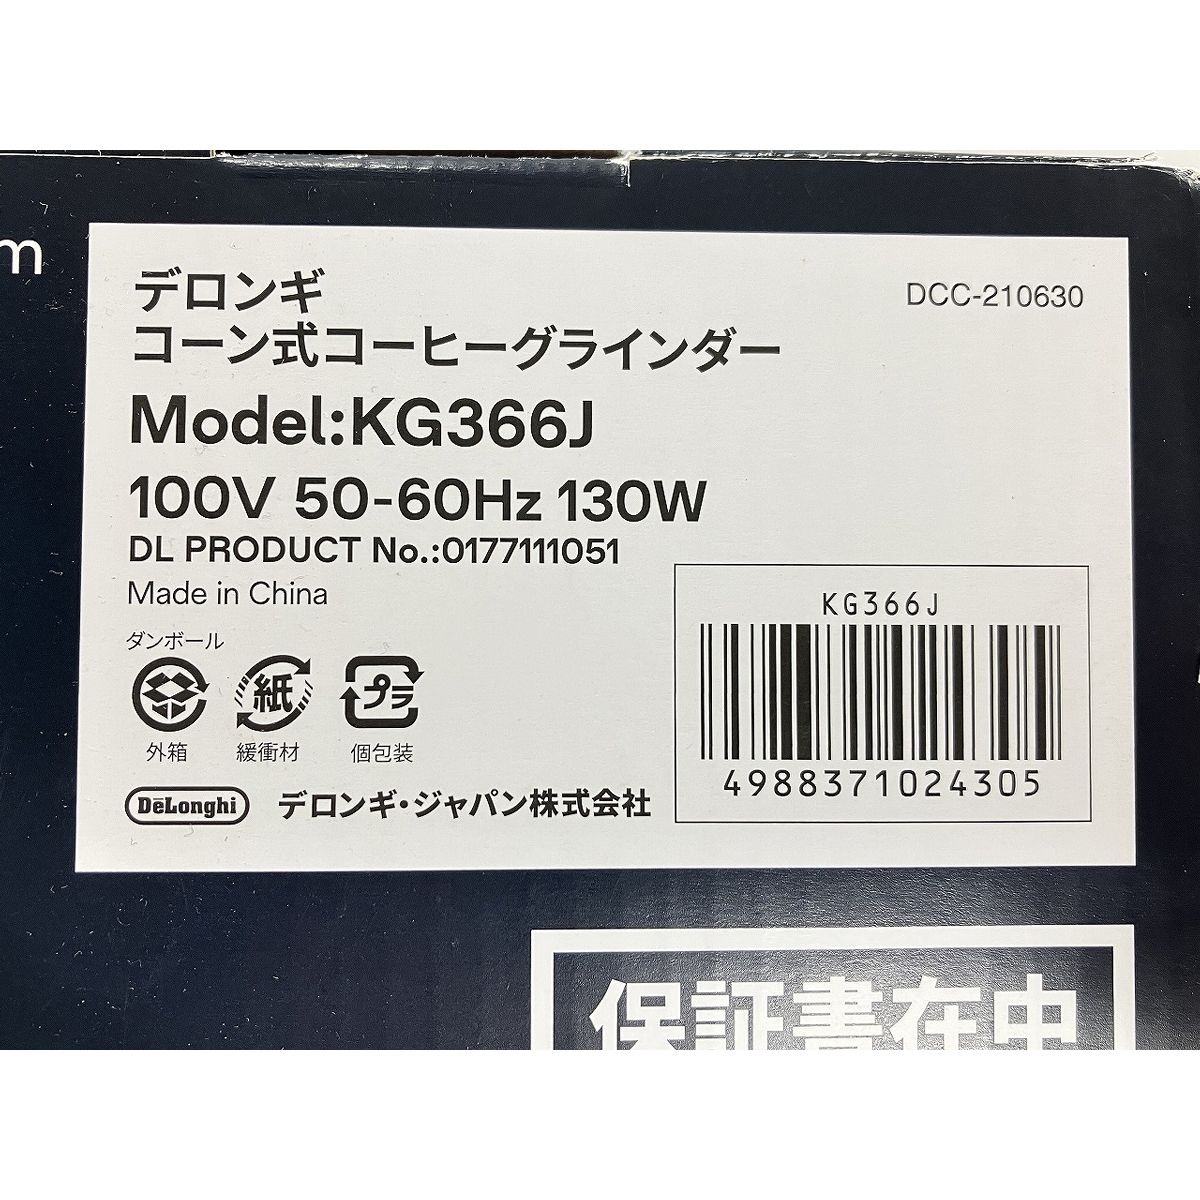 m
デロンギ
DCC-210630
コーン式コーヒーグラインダー
Model:KG366J
100V 50-60Hz 130W
DL PRODUCT No.:0177111051
Made in China
ダンボール
紙
プラ
外箱
緩衝材
個包装
DeLonghi
デロンギ・ジャパン株式会社
KG366J
4988371024305
保証書在中